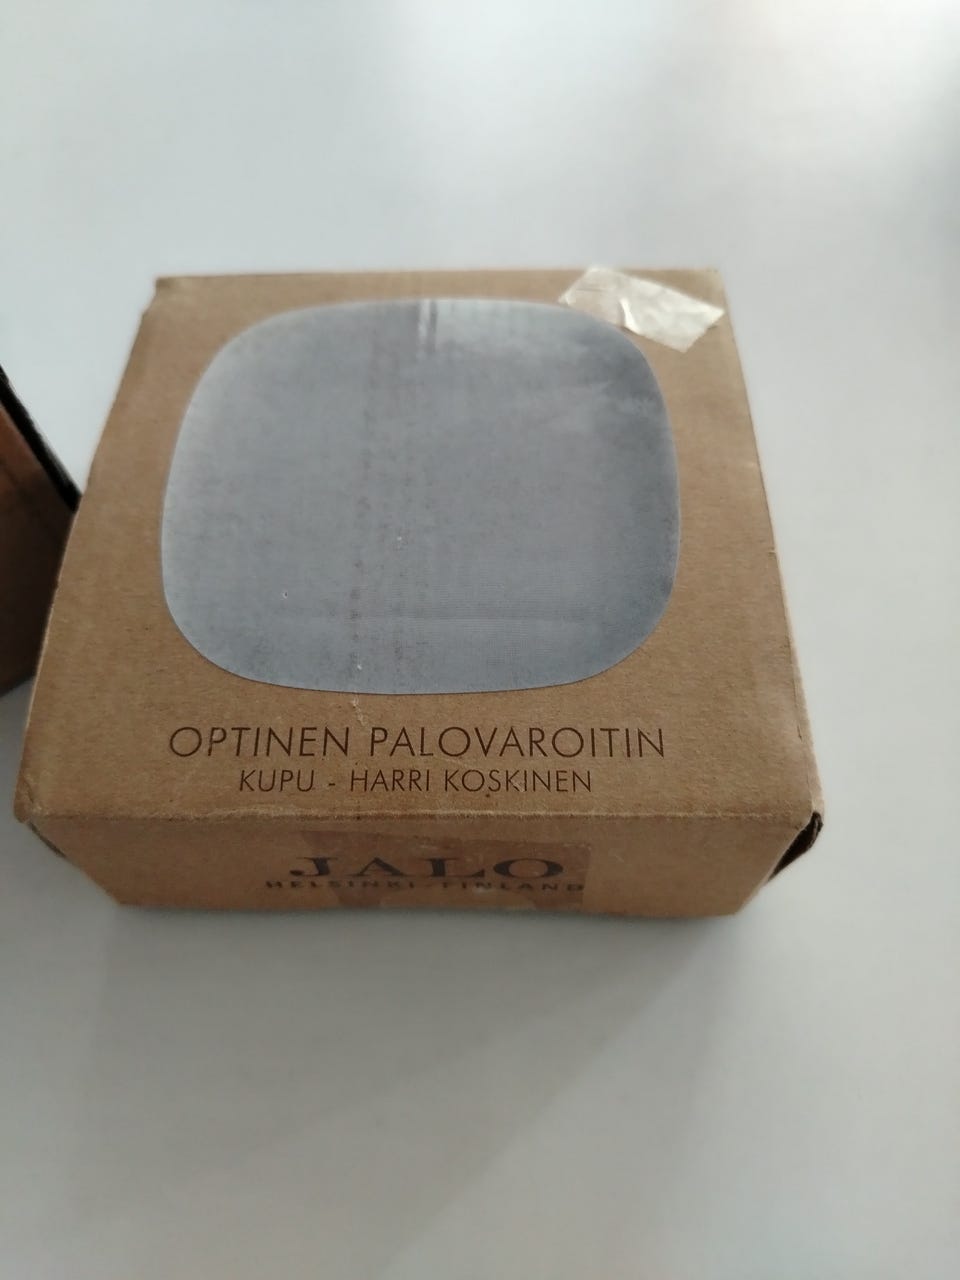 OPTINEN PALOVAROITIN
KUPU - HARRI KOSKINEN
JALO
HELSINKI/FINLAND